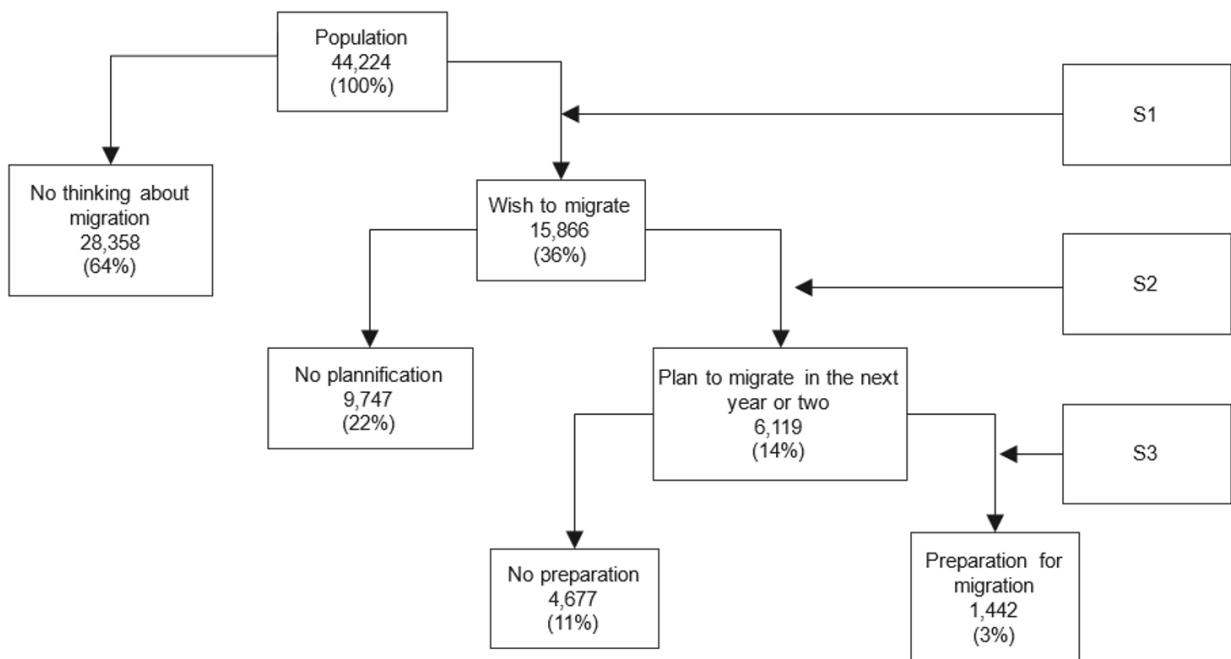 Population
44,224
(100%)
S1
No thinking about
migration
28,358
(64%)
Wish to migrate
15,866
(36%)
S2
No plannification
9,747
(22%)
Plan to migrate in the next
year or two
6,119
(14%)
S3
No preparation
4,677
(11%)
Preparation for
migration
1,442
(3%)